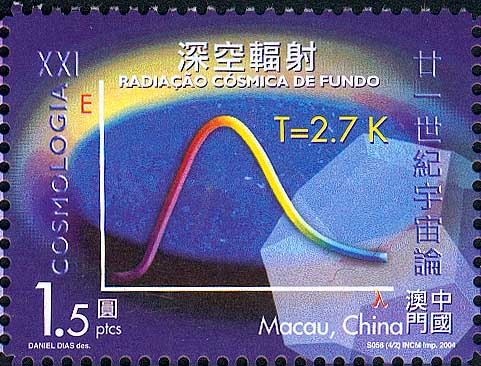 深空輻射
RADIAÇÃO CÓSMICA DE FUNDO
COSMOLOGIA XXI
廿一世紀宇宙論
E
T=2.7 K
λ
1.5 圓
ptcs
Macau, China
中國
澳門
DANIEL DIAS des.
S056 (4/2) INCM Imp. 2004